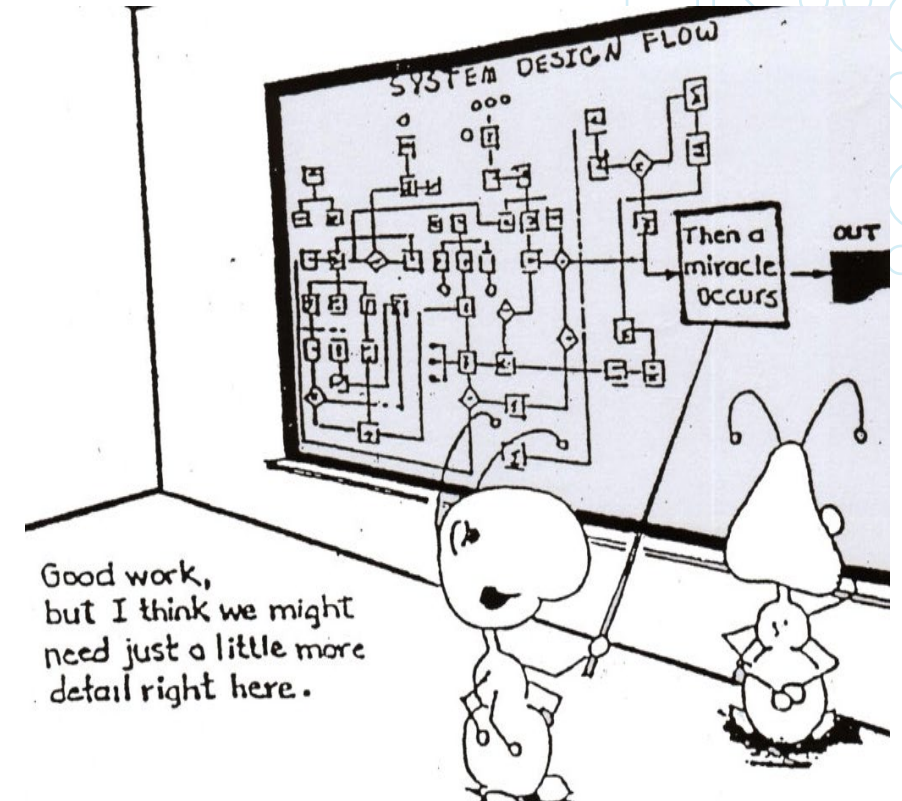 SYSTEM DESIGN FLOW
Then a
miracle
occurs
OUT
Good work,
but I think we might
need just a little more
detail right here.